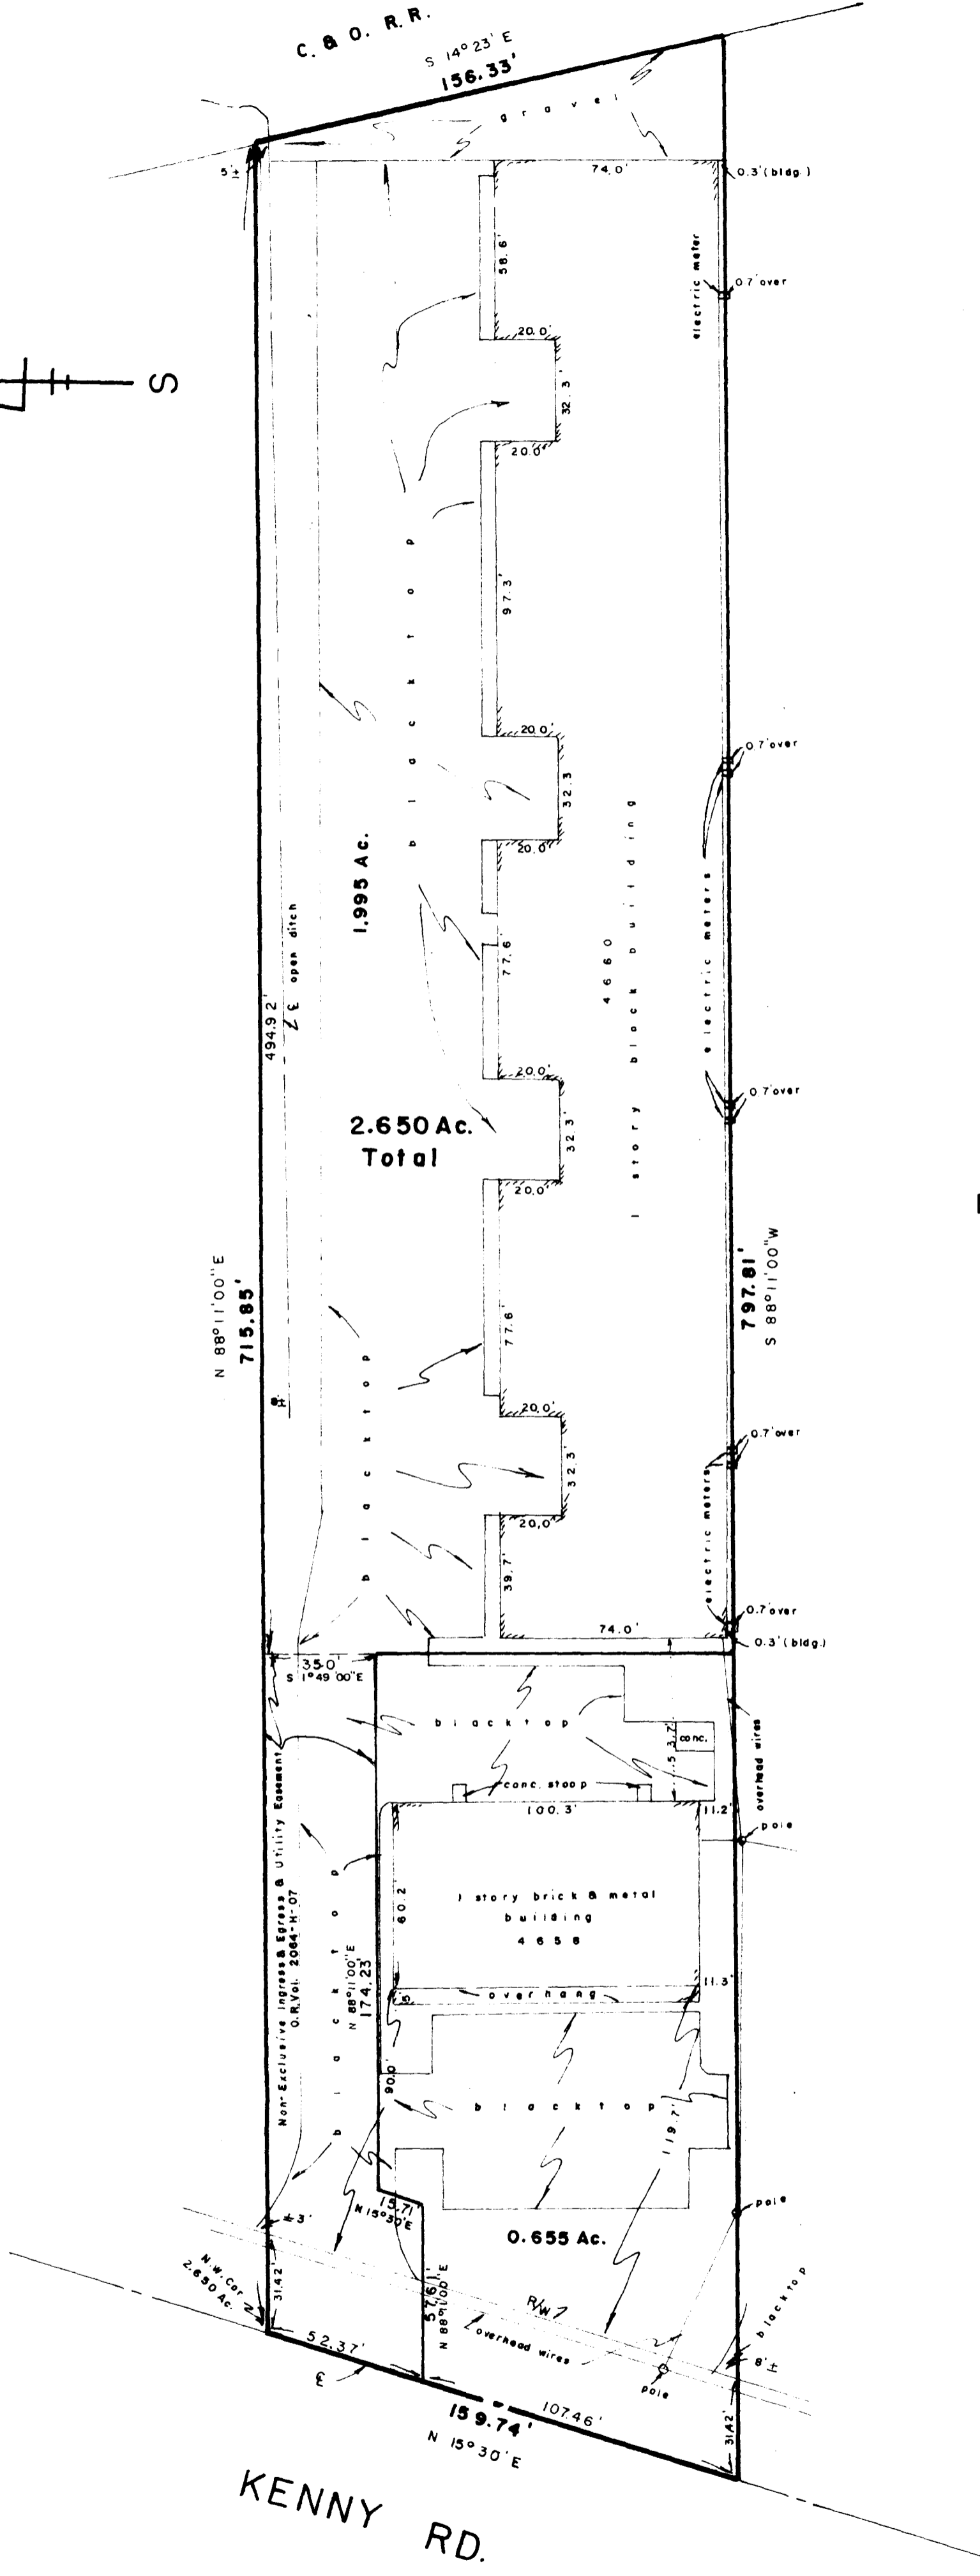 C. & O. R.R.
S 14°23' E
156.33'
gravel
5'±
74.0'
0.3'(bldg.)
58.6'
electric meter
0.7'over
S
20.0'
32.3'
20.0'
blacktop
97.3'
20.0'
0.7'over
32.3
1.995 Ac.
20.0'
1 story block building
4660
electric meters
open ditch
77.6'
494.92'
20.0'
0.7'over
2.650 Ac.
Total
32.3'
20.0'
N 88°11'00"E
715.85'
797.81'
S 88°11'00"W
77.6'
blacktop
20.0'
0.7'over
32.3'
electric meters
20.0'
39.7'
0.7'over
74.0'
0.3'(bldg.)
35.0'
S 1°49'00"E
blacktop
53.7'
conc.
overhead wires
conc. stoop
100.3'
11.2'
pole
Non-Exclusive Ingress & Egress & Utility Easement
O.R.Vol. 2064-H-07
blacktop
N 88°11'00"E
174.23'
60.2'
1 story brick & metal
building
4658
11.3'
overhang
5'
90.0'
blacktop
119.7'
15.71'
N 15°30'E
pole
0.655 Ac.
±3'
N.W. Cor.
2.650 Ac.
31.42'
57.61'
N 88°11'00"E
R/W
overhead wires
blacktop
8'±
52.37'
pole
31.42'
159.74'
107.46'
N 15°30'E
KENNY RD.